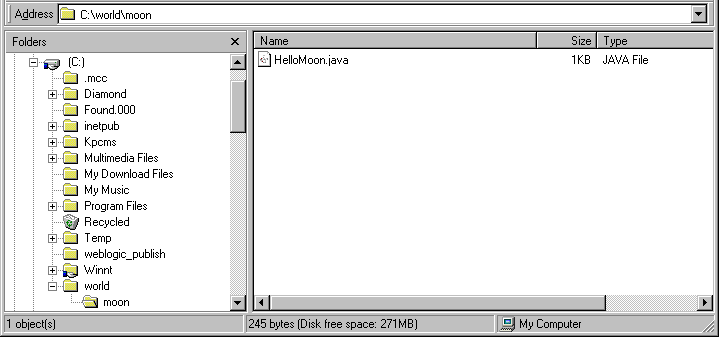 Address C:\world\moon
Folders
(C:)
.mcc
Diamond
Found.000
inetpub
Kpcms
Multimedia Files
My Download Files
My Music
Program Files
Recycled
Temp
weblogic_publish
Winnt
world
moon
Name Size Type
HelloMoon.java 1KB JAVA File
1 object(s) 245 bytes (Disk free space: 271MB) My Computer